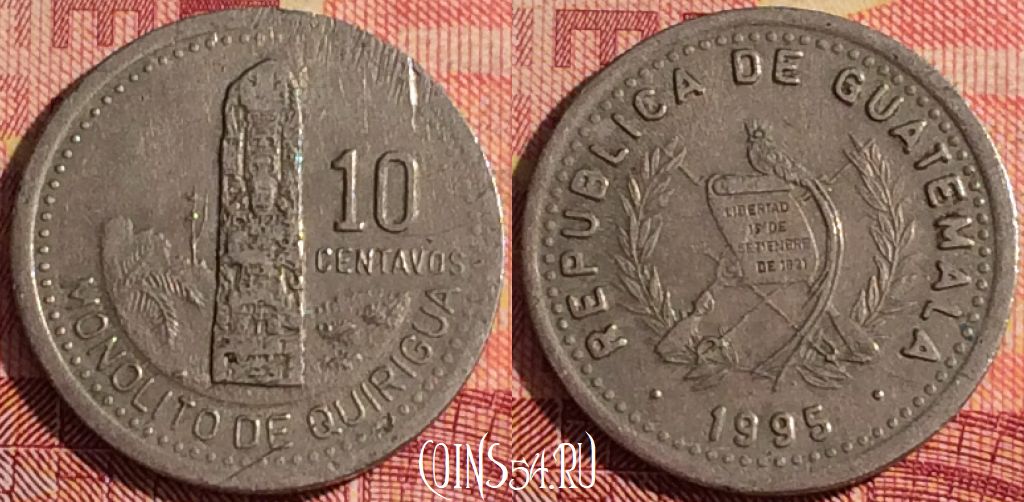 10
CENTAVOS
MONOLITO DE QUIRIGUA
REPUBLICA DE GUATEMALA
LIBERTAD
15 DE
SETIEMBRE
DE 1821
1995
COINS54.RU